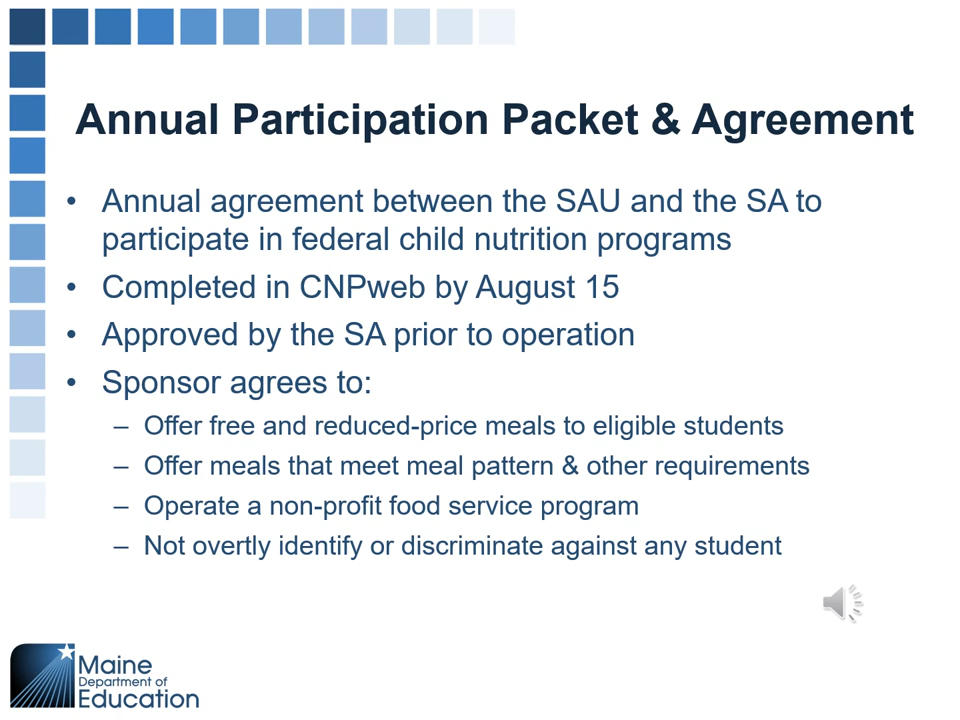 Annual Participation Packet & Agreement
• Annual agreement between the SAU and the SA to
participate in federal child nutrition programs
• Completed in CNPweb by August 15
• Approved by the SA prior to operation
• Sponsor agrees to:
– Offer free and reduced-price meals to eligible students
– Offer meals that meet meal pattern & other requirements
– Operate a non-profit food service program
– Not overtly identify or discriminate against any student
Maine
Department of
Education